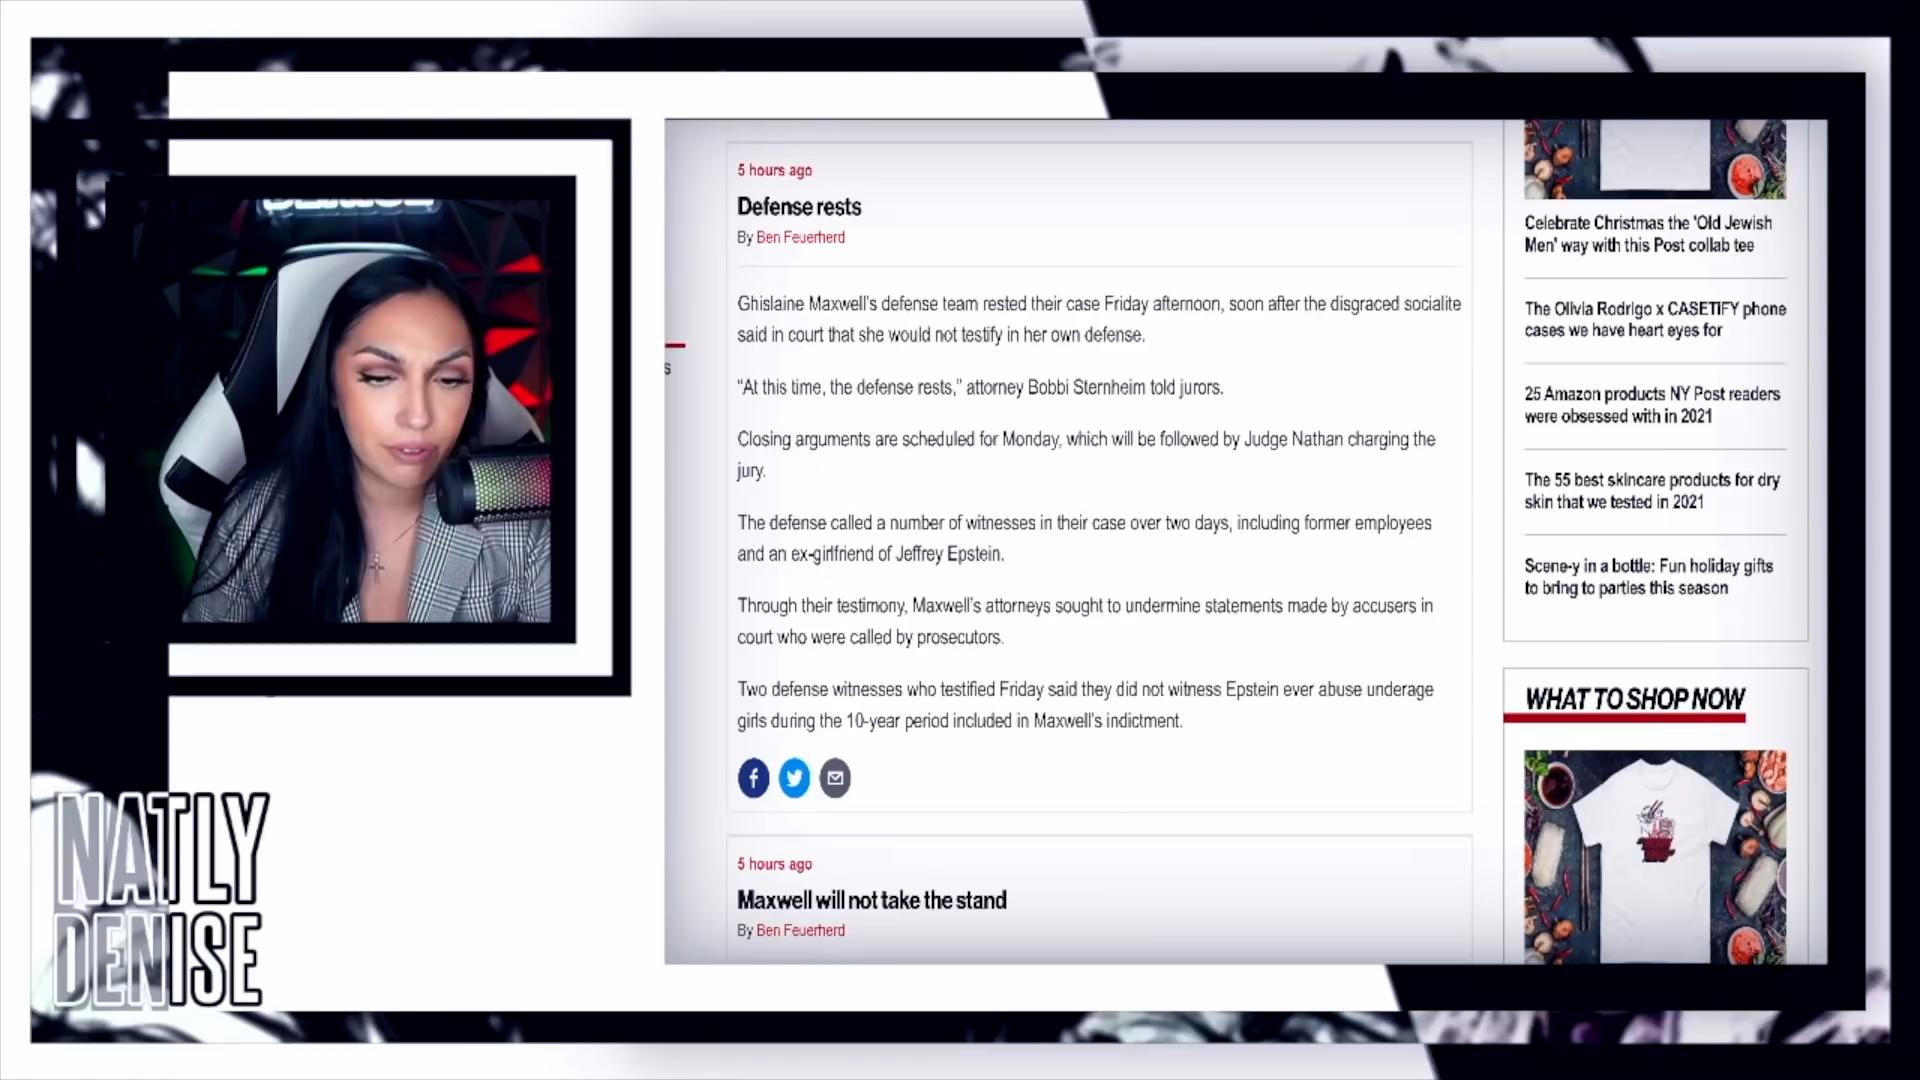 DENISE
5 hours ago
Defense rests
By Ben Feuerherd
Ghislaine Maxwell's defense team rested their case Friday afternoon, soon after the disgraced socialite
said in court that she would not testify in her own defense.
"At this time, the defense rests," attorney Bobbi Sternheim told jurors.
Closing arguments are scheduled for Monday, which will be followed by Judge Nathan charging the
jury.
The defense called a number of witnesses in their case over two days, including former employees
and an ex-girlfriend of Jeffrey Epstein.
Through their testimony, Maxwell's attorneys sought to undermine statements made by accusers in
court who were called by prosecutors.
Two defense witnesses who testified Friday said they did not witness Epstein ever abuse underage
girls during the 10-year period included in Maxwell's indictment.
5 hours ago
Maxwell will not take the stand
By Ben Feuerherd
s
Celebrate Christmas the 'Old Jewish
Men' way with this Post collab tee
The Olivia Rodrigo x CASETiFY phone
cases we have heart eyes for
25 Amazon products NY Post readers
were obsessed with in 2021
The 55 best skincare products for dry
skin that we tested in 2021
Scene-y in a bottle: Fun holiday gifts
to bring to parties this season
WHAT TO SHOP NOW
NATLY
DENISE